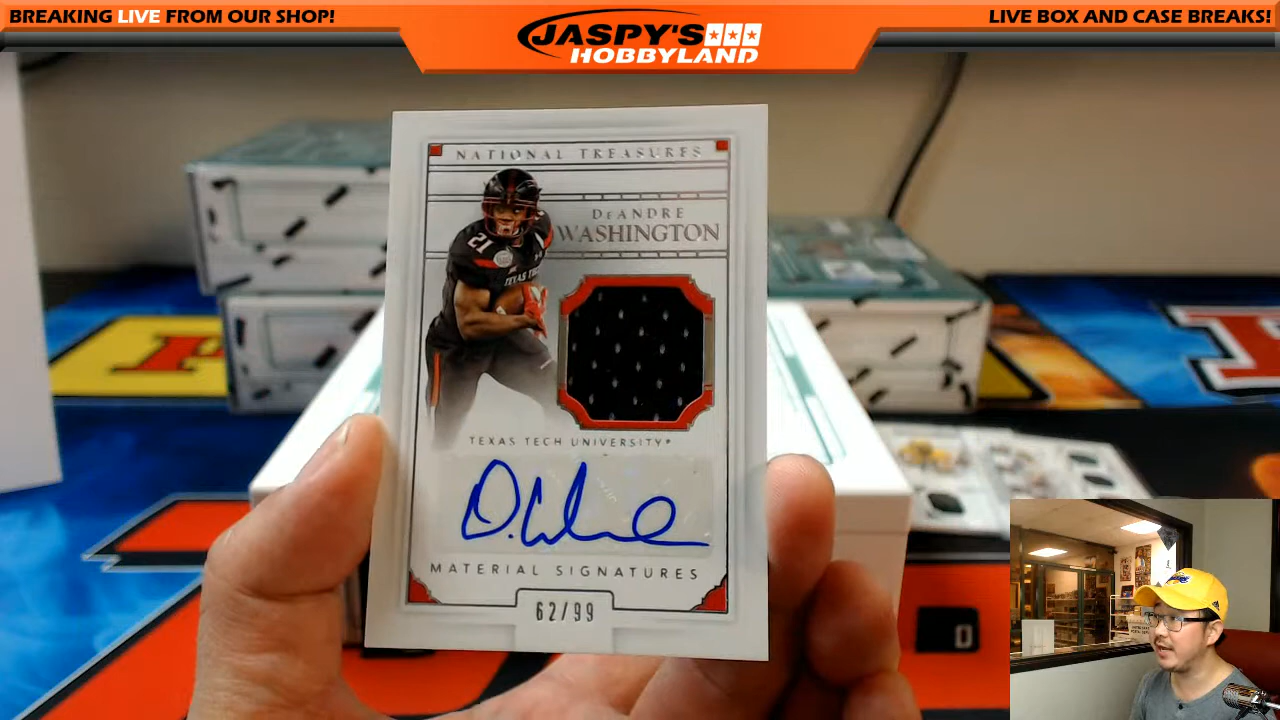 BREAKING LIVE FROM OUR SHOP!
JASPY'S
HOBBYLAND
LIVE BOX AND CASE BREAKS!
NATIONAL TREASURES
DEANDRE
WASHINGTON
21
TEXAS TECH UNIVERSITY
MATERIAL SIGNATURES
62/99
D